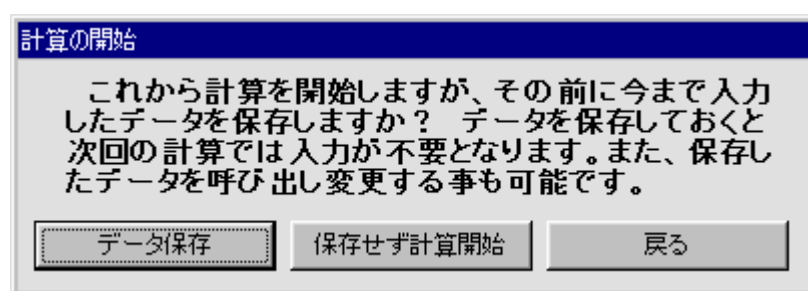 計算の開始
これから計算を開始しますが、その前に今まで入力
したデータを保存しますか？　データを保存しておくと
次回の計算では入力が不要となります。また、保存し
たデータを呼び出し変更する事も可能です。
データ保存
保存せず計算開始
戻る